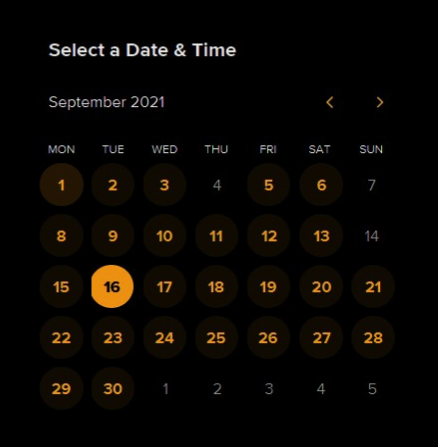 Select a Date & Time
September 2021
MON TUE WED THU FRI SAT SUN
1 2 3 4 5 6 7
8 9 10 11 12 13 14
15 16 17 18 19 20 21
22 23 24 25 26 27 28
29 30 1 2 3 4 5